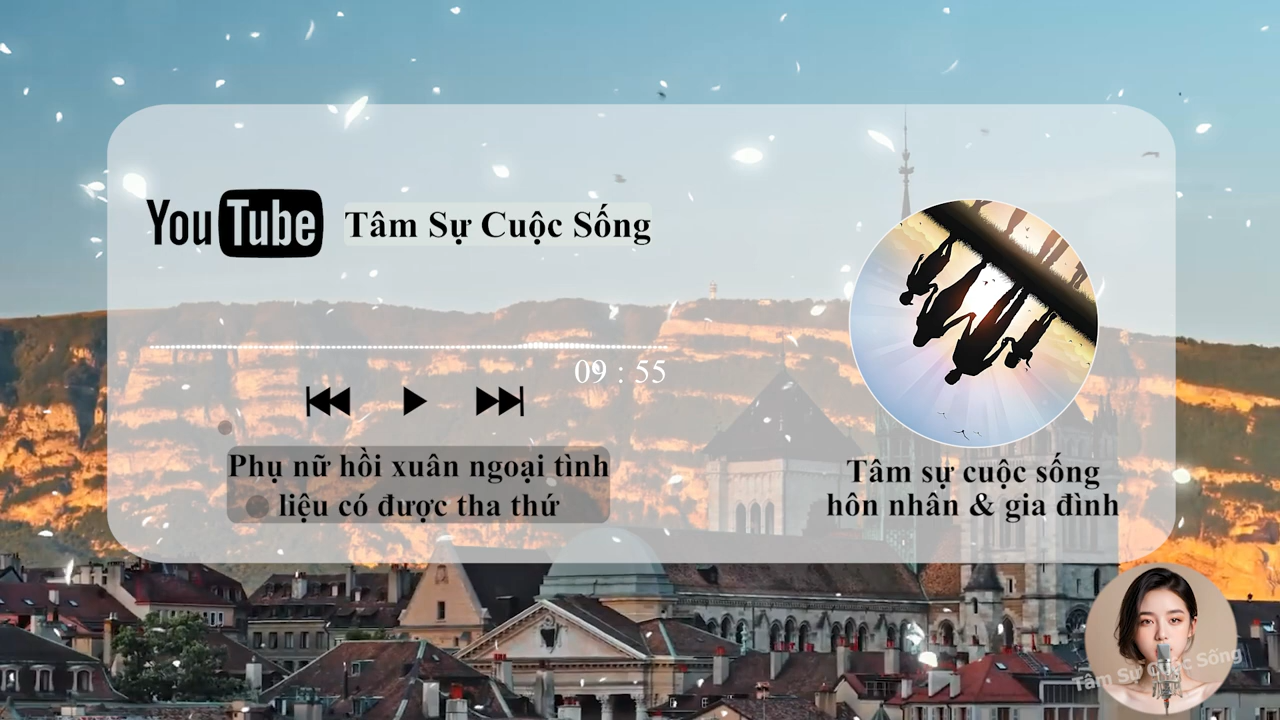 YouTube
Tâm Sự Cuộc Sống
09 : 55
Phụ nữ hồi xuân ngoại tình
liệu có được tha thứ
Tâm sự cuộc sống
hôn nhân & gia đình
Tâm Sự Cuộc Sống